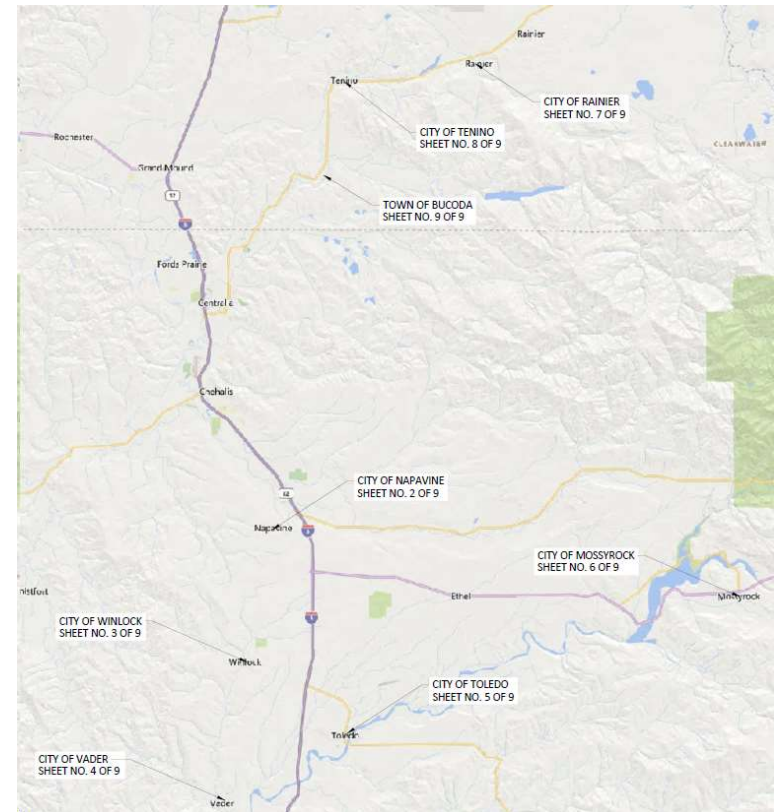 Rainier
Rainier
Tenino
CITY OF RAINIER
SHEET NO. 7 OF 9
CITY OF TENINO
SHEET NO. 8 OF 9
Rochester
CLEARWATER
Grand Mound
TOWN OF BUCODA
SHEET NO. 9 OF 9
5
Fords Prairie
Centralia
Chehalis
CITY OF NAPAVINE
SHEET NO. 2 OF 9
Napavine
5
CITY OF MOSSYROCK
SHEET NO. 6 OF 9
Ethel
Mossyrock
CITY OF WINLOCK
SHEET NO. 3 OF 9
5
Winlock
CITY OF TOLEDO
SHEET NO. 5 OF 9
Toledo
CITY OF VADER
SHEET NO. 4 OF 9
Vader